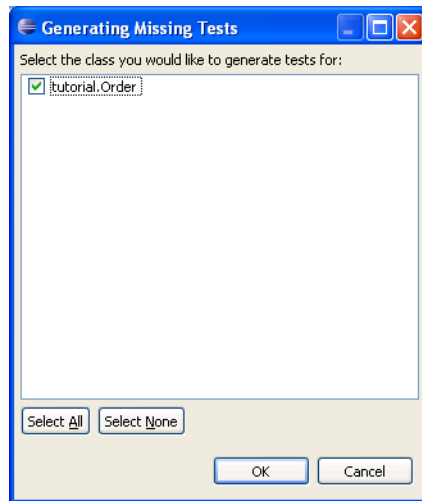 Generating Missing Tests
Select the class you would like to generate tests for:
tutorial.Order
Select All Select None
OK Cancel